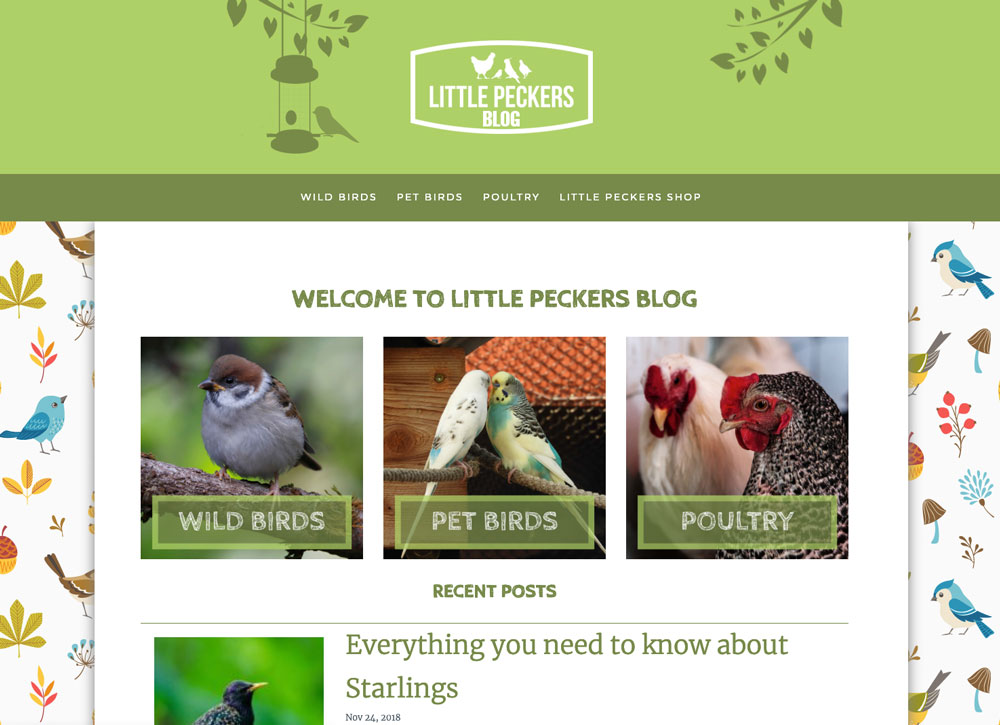 LITTLE PECKERS
BLOG
WILD BIRDS PET BIRDS POULTRY LITTLE PECKERS SHOP
WELCOME TO LITTLE PECKERS BLOG
WILD BIRDS
PET BIRDS
POULTRY
RECENT POSTS
Everything you need to know about
Starlings
Nov 24, 2018